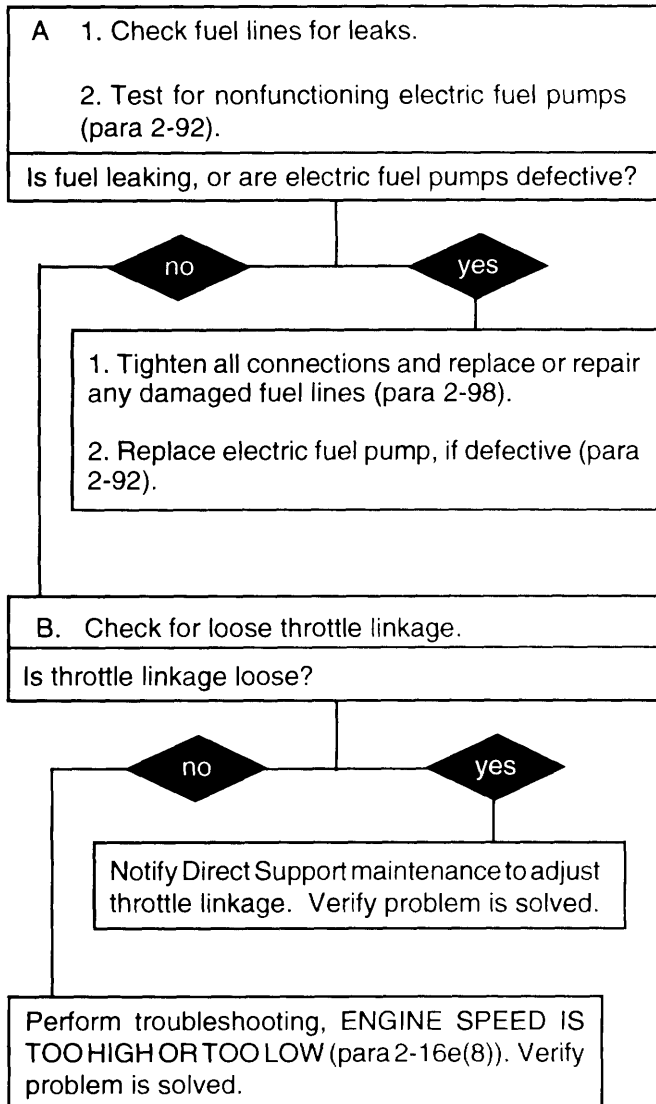 A 1. Check fuel lines for leaks.
2. Test for nonfunctioning electric fuel pumps
(para 2-92).
Is fuel leaking, or are electric fuel pumps defective?
no
yes
1. Tighten all connections and replace or repair
any damaged fuel lines (para 2-98).
2. Replace electric fuel pump, if defective (para
2-92).
B. Check for loose throttle linkage.
Is throttle linkage loose?
no
yes
Notify Direct Support maintenance to adjust
throttle linkage. Verify problem is solved.
Perform troubleshooting, ENGINE SPEED IS
TOO HIGH OR TOO LOW (para 2-16e(8)). Verify
problem is solved.